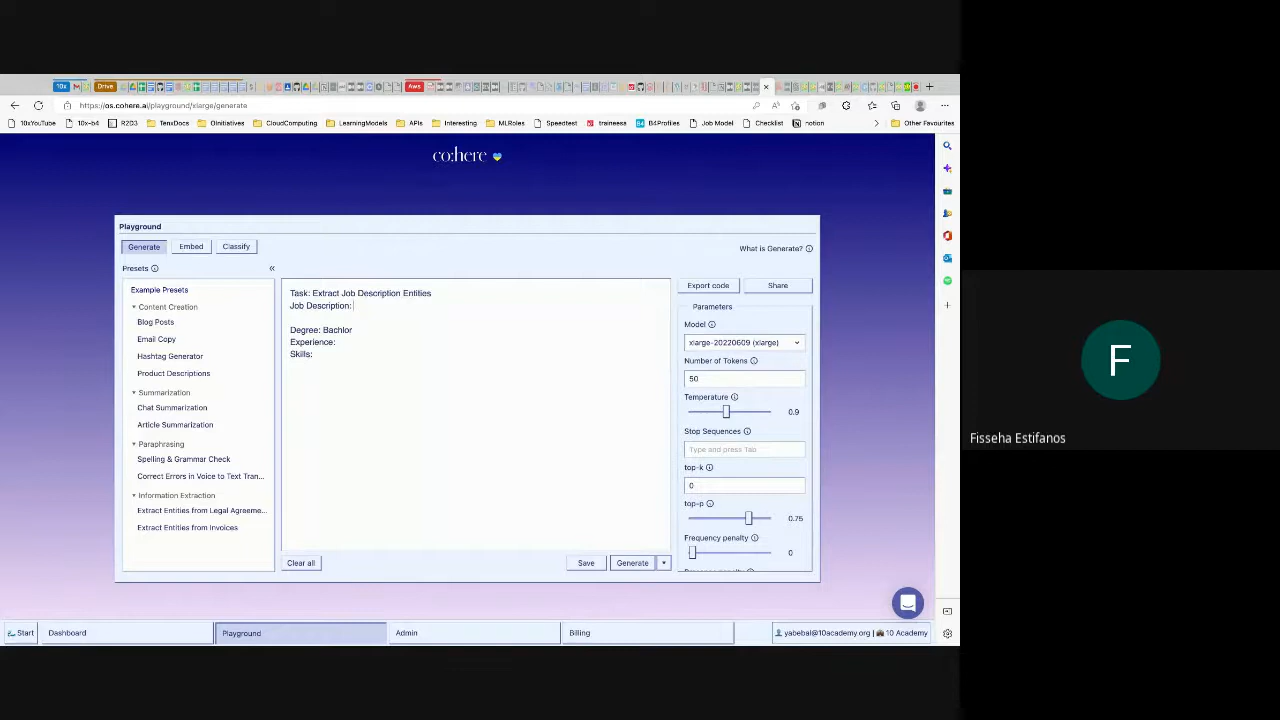 10x
Drive
Aws
https://os.cohere.ai/playground/xlarge/generate
10xYouTube
10x-b4
R2D3
TenxDocs
OInitiatives
CloudComputing
LearningModels
APIs
Interesting
MLRoles
Speedtest
traineesa
B4Profiles
Job Model
Checklist
notion
Other Favourites
co:here
Playground
Generate
Embed
Classify
What is Generate?
Presets
Example Presets
Content Creation
Blog Posts
Email Copy
Hashtag Generator
Product Descriptions
Summarization
Chat Summarization
Article Summarization
Paraphrasing
Spelling & Grammar Check
Correct Errors in Voice to Text Tran...
Information Extraction
Extract Entities from Legal Agreeme...
Extract Entities from Invoices
Task: Extract Job Description Entities
Job Description:
Degree: Bachlor
Experience:
Skills:
Clear all
Save
Generate
Export code
Share
Parameters
Model
xlarge-20220609 (xlarge)
Number of Tokens
50
Temperature
0.9
Stop Sequences
Type and press Tab
top-k
0
top-p
0.75
Frequency penalty
0
Start
Dashboard
Playground
Admin
Billing
yabebal@10academy.org | 10 Academy
F
Fisseha Estifanos